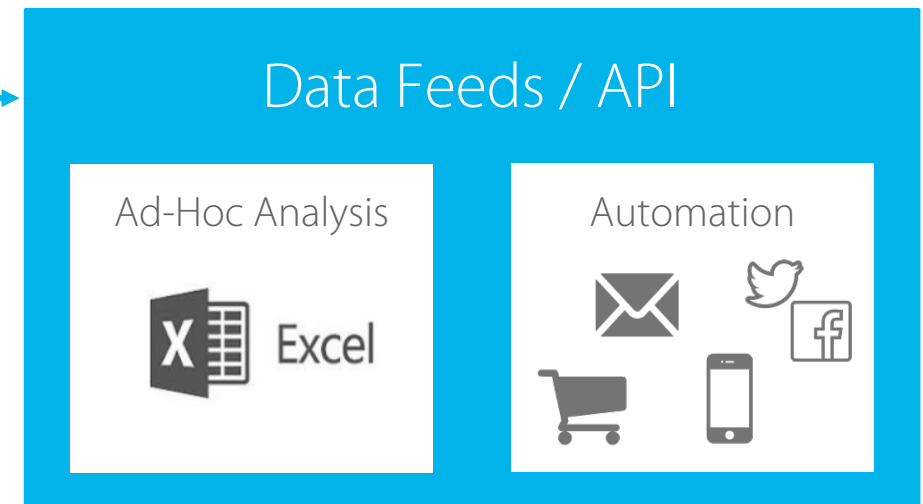 Data Feeds / API
Ad-Hoc Analysis
Automation
X Excel